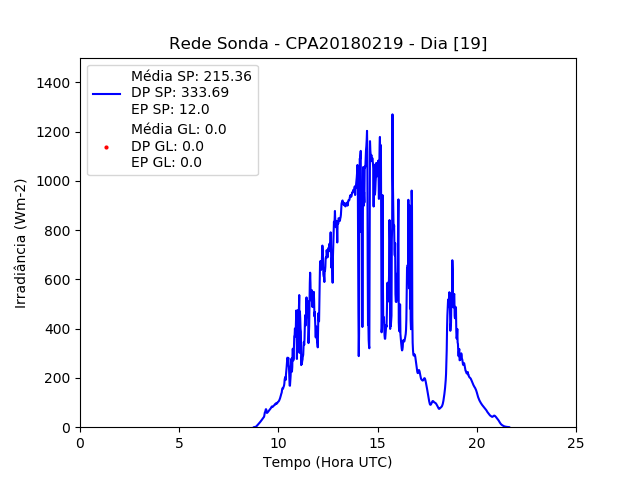 Rede Sonda - CPA20180219 - Dia [19]
Média SP: 215.36
DP SP: 333.69
EP SP: 12.0
Média GL: 0.0
DP GL: 0.0
EP GL: 0.0
Irradiância (Wm-2)
1400
1200
1000
800
600
400
200
0
0 5 10 15 20 25
Tempo (Hora UTC)